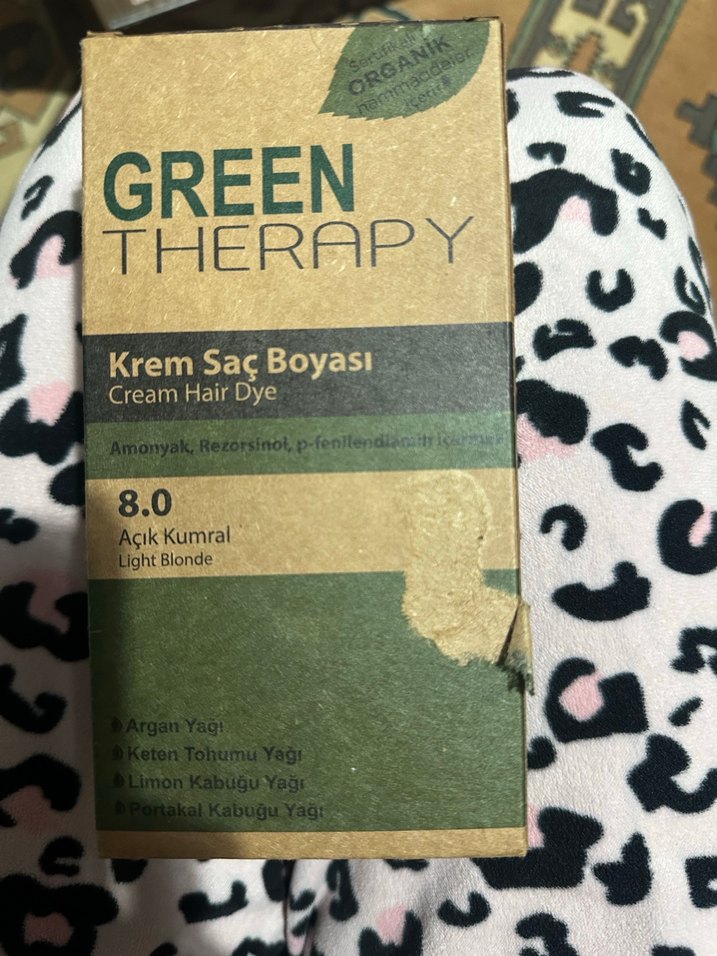 Sertifikalı
ORGANİK
hammaddeler
içerir
GREEN
THERAPY
Krem Saç Boyası
Cream Hair Dye
Amonyak, Rezorsinol, p-fenilendiamin içermez
8.0
Açık Kumral
Light Blonde
Argan Yağı
Keten Tohumu Yağı
Limon Kabuğu Yağı
Portakal Kabuğu Yağı